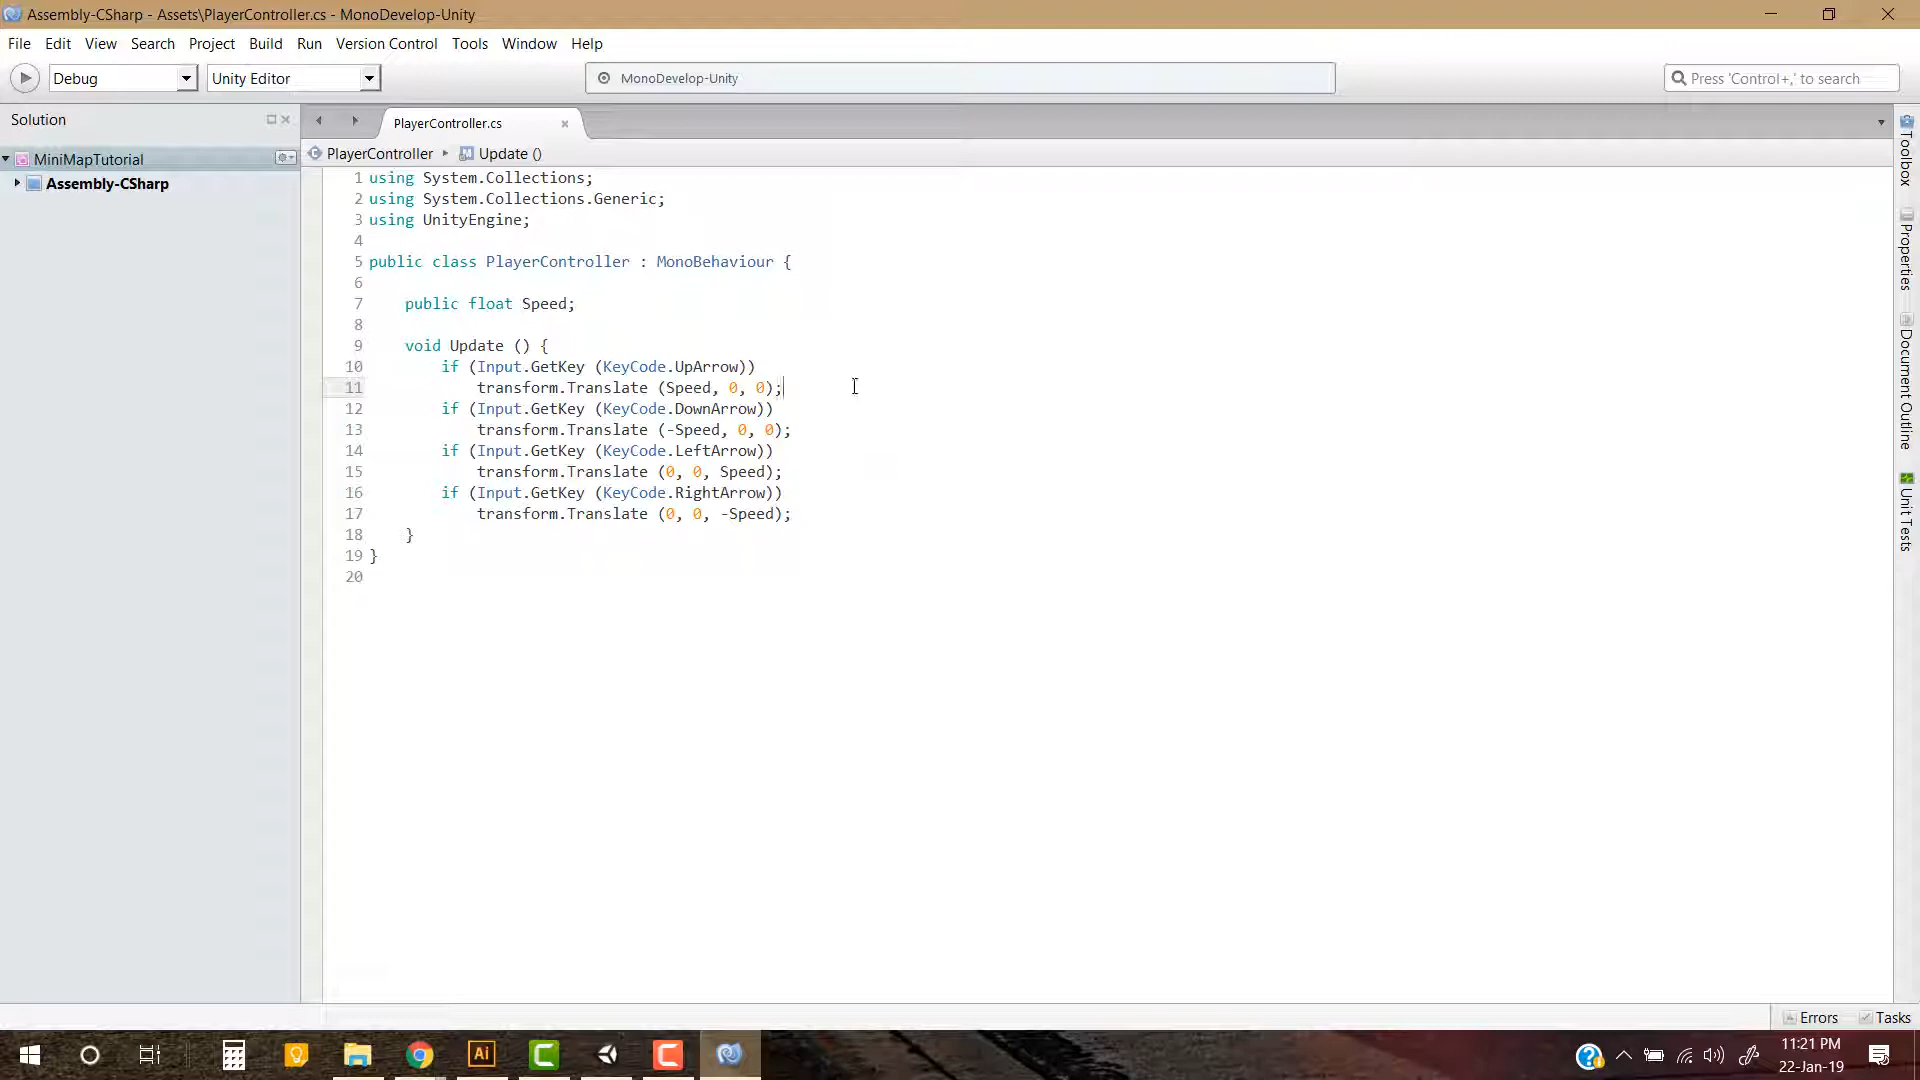 Assembly-CSharp - Assets\PlayerController.cs - MonoDevelop-Unity
File Edit View Search Project Build Run Version Control Tools Window Help
Debug Unity Editor MonoDevelop-Unity Press 'Control+,' to search
Solution
MiniMapTutorial
Assembly-CSharp
PlayerController.cs
PlayerController Update ()
1 using System.Collections;
2 using System.Collections.Generic;
3 using UnityEngine;
4
5 public class PlayerController : MonoBehaviour {
6
7 public float Speed;
8
9 void Update () {
10 if (Input.GetKey (KeyCode.UpArrow))
11 transform.Translate (Speed, 0, 0);
12 if (Input.GetKey (KeyCode.DownArrow))
13 transform.Translate (-Speed, 0, 0);
14 if (Input.GetKey (KeyCode.LeftArrow))
15 transform.Translate (0, 0, Speed);
16 if (Input.GetKey (KeyCode.RightArrow))
17 transform.Translate (0, 0, -Speed);
18 }
19 }
20
Toolbox
Properties
Document Outline
Unit Tests
Errors Tasks
Ai
11:21 PM
22-Jan-19